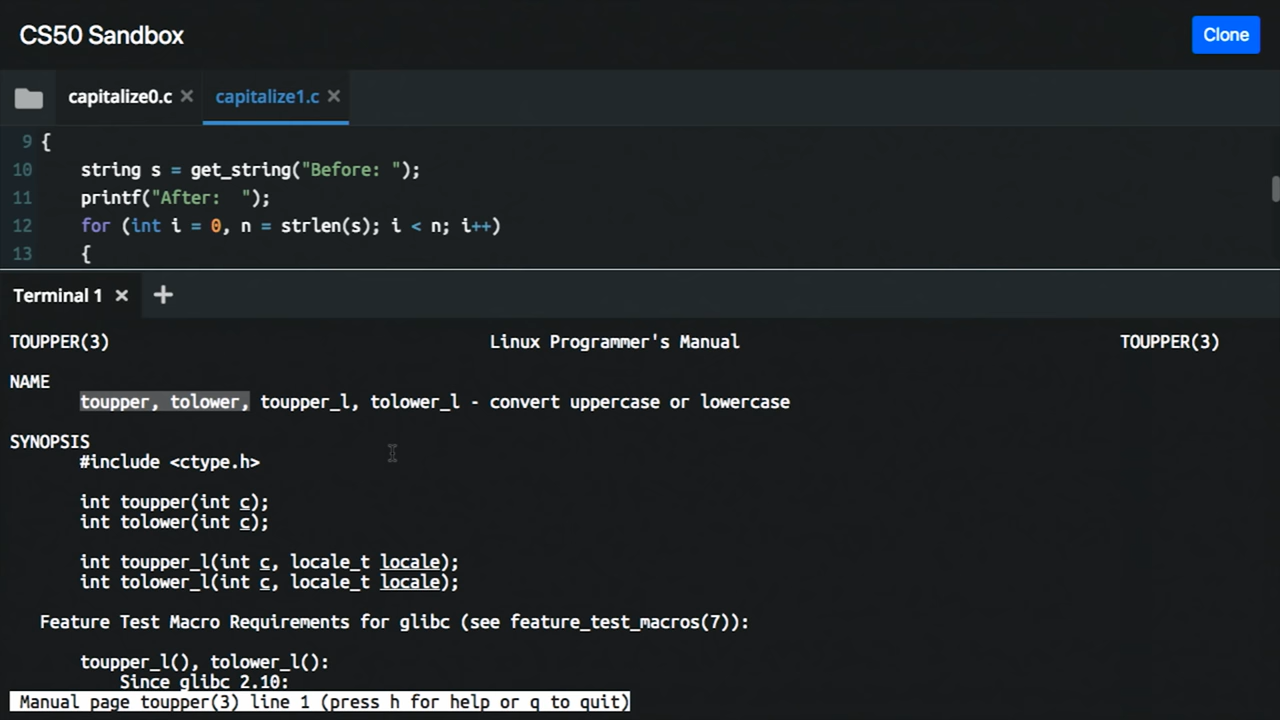 CS50 Sandbox
Clone
capitalize0.c × capitalize1.c ×
9 {
10 string s = get_string("Before: ");
11 printf("After:  ");
12 for (int i = 0, n = strlen(s); i < n; i++)
13 {
Terminal 1 × +
TOUPPER(3) Linux Programmer's Manual TOUPPER(3)
NAME
toupper, tolower, toupper_l, tolower_l - convert uppercase or lowercase
SYNOPSIS
#include <ctype.h>
int toupper(int c);
int tolower(int c);
int toupper_l(int c, locale_t locale);
int tolower_l(int c, locale_t locale);
Feature Test Macro Requirements for glibc (see feature_test_macros(7)):
toupper_l(), tolower_l():
Since glibc 2.10:
Manual page toupper(3) line 1 (press h for help or q to quit)